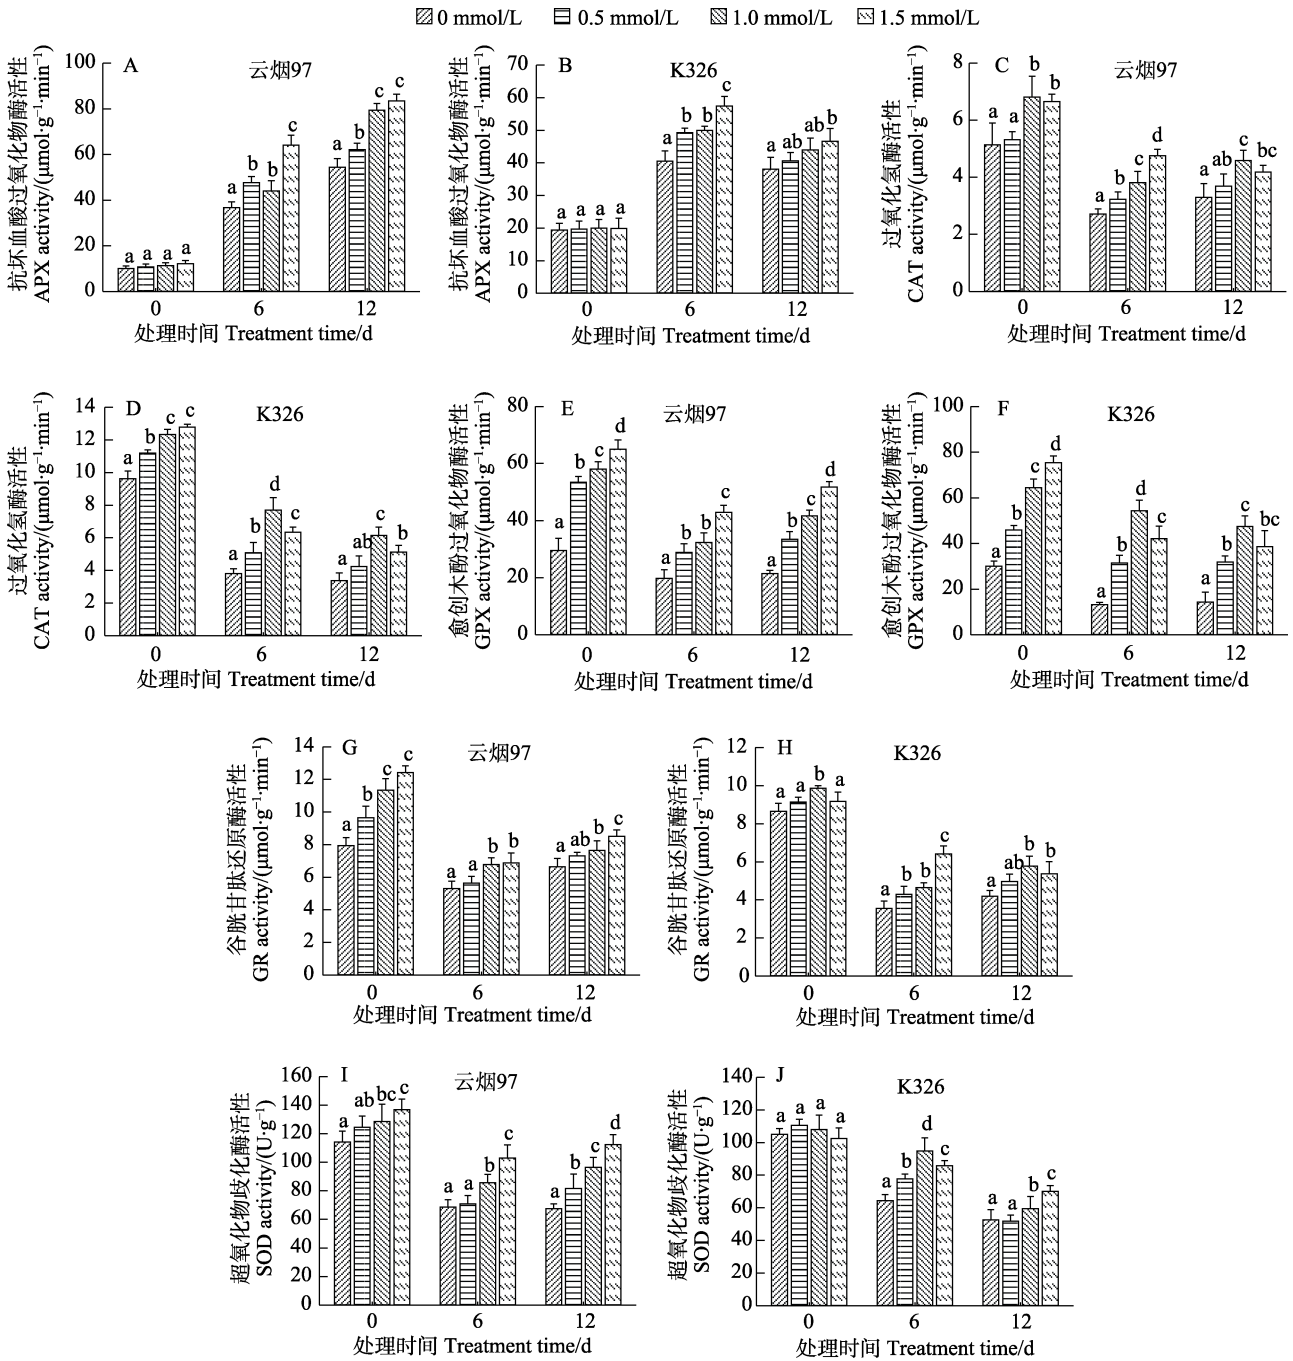 0 mmol/L 0.5 mmol/L 1.0 mmol/L 1.5 mmol/L
抗坏血酸过氧化物酶活性
APX activity/(μmol·g⁻¹·min⁻¹)
A
云烟97
100
80
60
40
20
0
a a a a
a b b c
a b c c
0 6 12
处理时间 Treatment time/d
抗坏血酸过氧化物酶活性
APX activity/(μmol·g⁻¹·min⁻¹)
B
K326
70
60
50
40
30
20
10
0
a a a a
a b b c
a ab ab b
0 6 12
处理时间 Treatment time/d
过氧化氢酶活性
CAT activity/(μmol·g⁻¹·min⁻¹)
C
云烟97
8
6
4
2
0
a a b b
a b c d
a ab c bc
0 6 12
处理时间 Treatment time/d
过氧化氢酶活性
CAT activity/(μmol·g⁻¹·min⁻¹)
D
K326
14
12
10
8
6
4
2
0
a b c c
a b d c
a ab c b
0 6 12
处理时间 Treatment time/d
愈创木酚过氧化物酶活性
GPX activity/(μmol·g⁻¹·min⁻¹)
E
云烟97
80
60
40
20
0
a b c d
a b b c
a b c d
0 6 12
处理时间 Treatment time/d
愈创木酚过氧化物酶活性
GPX activity/(μmol·g⁻¹·min⁻¹)
F
K326
100
80
60
40
20
0
a b c d
a b d c
a b c bc
0 6 12
处理时间 Treatment time/d
谷胱甘肽还原酶活性
GR activity/(μmol·g⁻¹·min⁻¹)
G
云烟97
14
12
10
8
6
4
2
0
a b c c
a a b b
a ab b c
0 6 12
处理时间 Treatment time/d
谷胱甘肽还原酶活性
GR activity/(μmol·g⁻¹·min⁻¹)
H
K326
12
10
8
6
4
2
0
a a b a
a b b c
a ab b b
0 6 12
处理时间 Treatment time/d
超氧化物歧化酶活性
SOD activity/(U·g⁻¹)
I
云烟97
160
140
120
100
80
60
40
20
0
a ab bc c
a a b c
a b c d
0 6 12
处理时间 Treatment time/d
超氧化物歧化酶活性
SOD activity/(U·g⁻¹)
J
K326
140
120
100
80
60
40
20
0
a a a a
a b d c
a a b c
0 6 12
处理时间 Treatment time/d